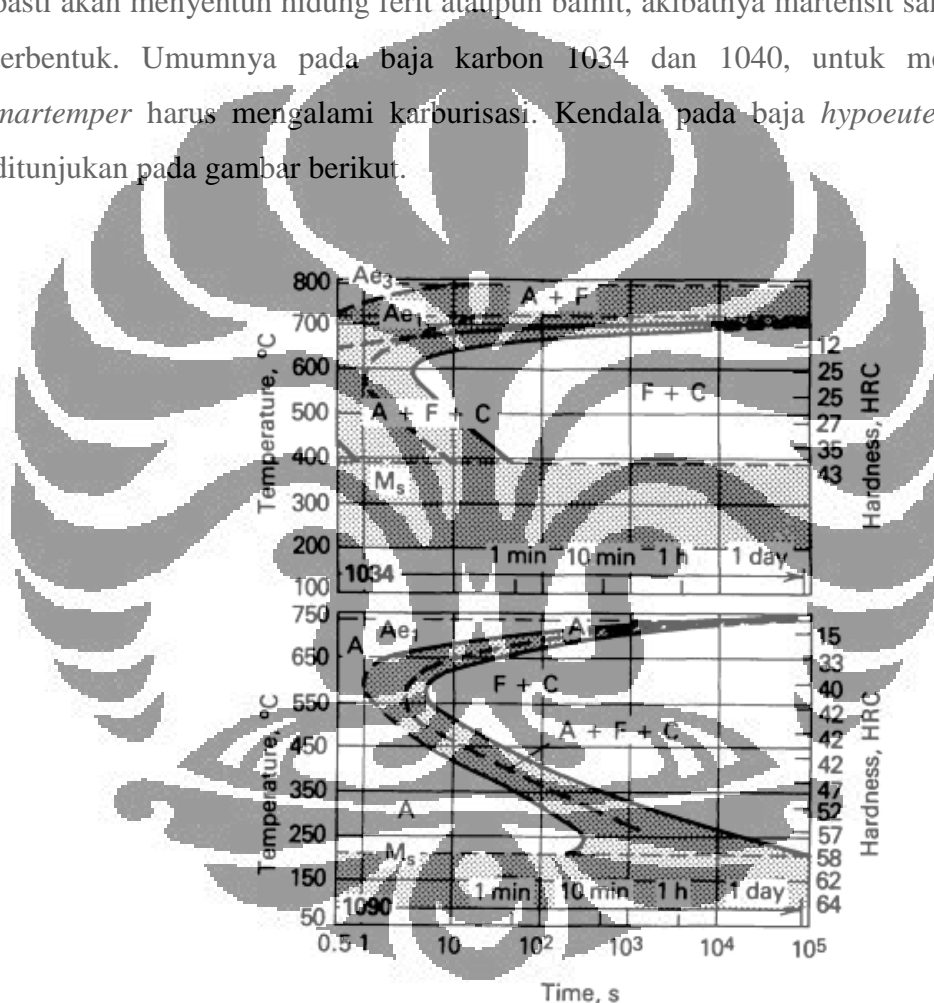 pasti akan menyentuh hidung ferit ataupun bainit, akibatnya martensit
terbentuk. Umumnya pada baja karbon 1034 dan 1040, untuk
martemper harus mengalami karburisasi. Kendala pada baja
ditunjukan pada gambar berikut.
800
700
600
500
400
300
200
100
Temperature, °C
Ae3
Ae1
A + F
A + F + C
F + C
Ms
1034
1 min 10 min 1 h 1 day
12
25
25
27
35
43
Hardness, HRC
750
650
550
450
350
250
150
50
Temperature, °C
A
Ae1
A
F + C
A + F + C
A
Ms
1090
1 min 10 min 1 h 1 day
15
33
40
42
42
42
47
52
57
58
62
64
Hardness, HRC
0.5 1 10 10² 10³ 10⁴ 10⁵
Time, s